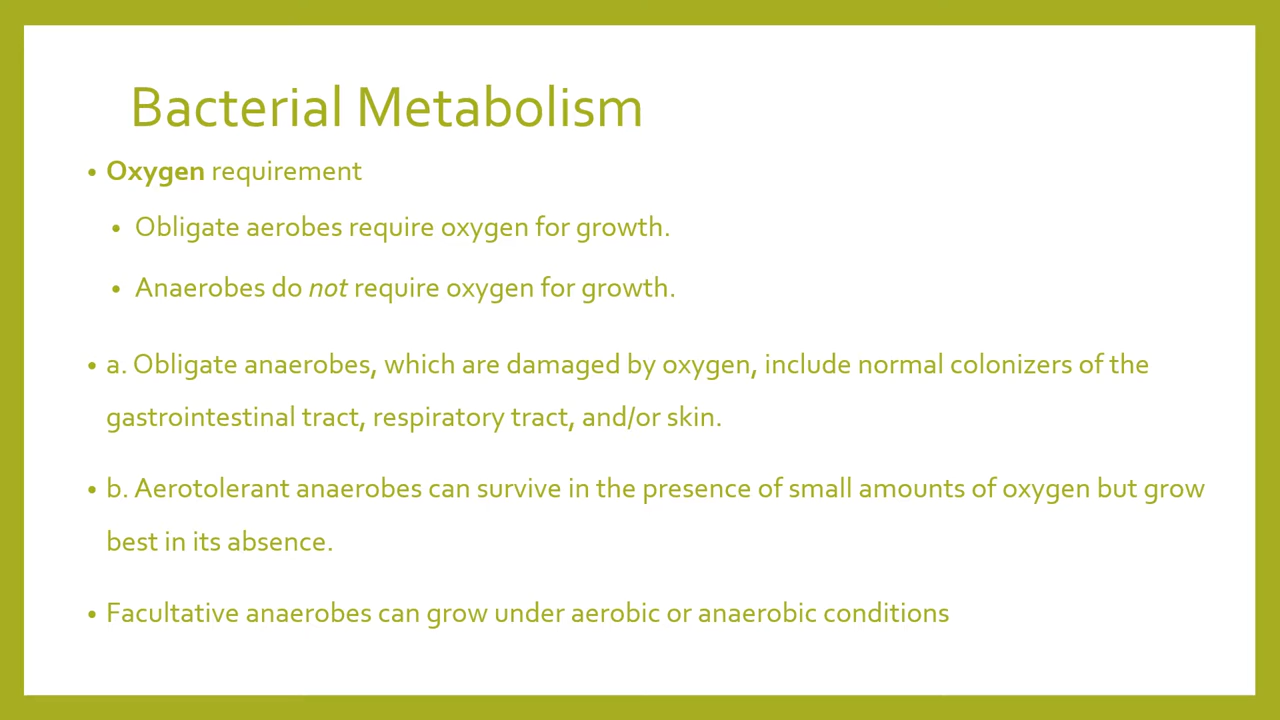 Bacterial Metabolism
• Oxygen requirement
• Obligate aerobes require oxygen for growth.
• Anaerobes do not require oxygen for growth.
• a. Obligate anaerobes, which are damaged by oxygen, include normal colonizers of the
gastrointestinal tract, respiratory tract, and/or skin.
• b. Aerotolerant anaerobes can survive in the presence of small amounts of oxygen but grow
best in its absence.
• Facultative anaerobes can grow under aerobic or anaerobic conditions